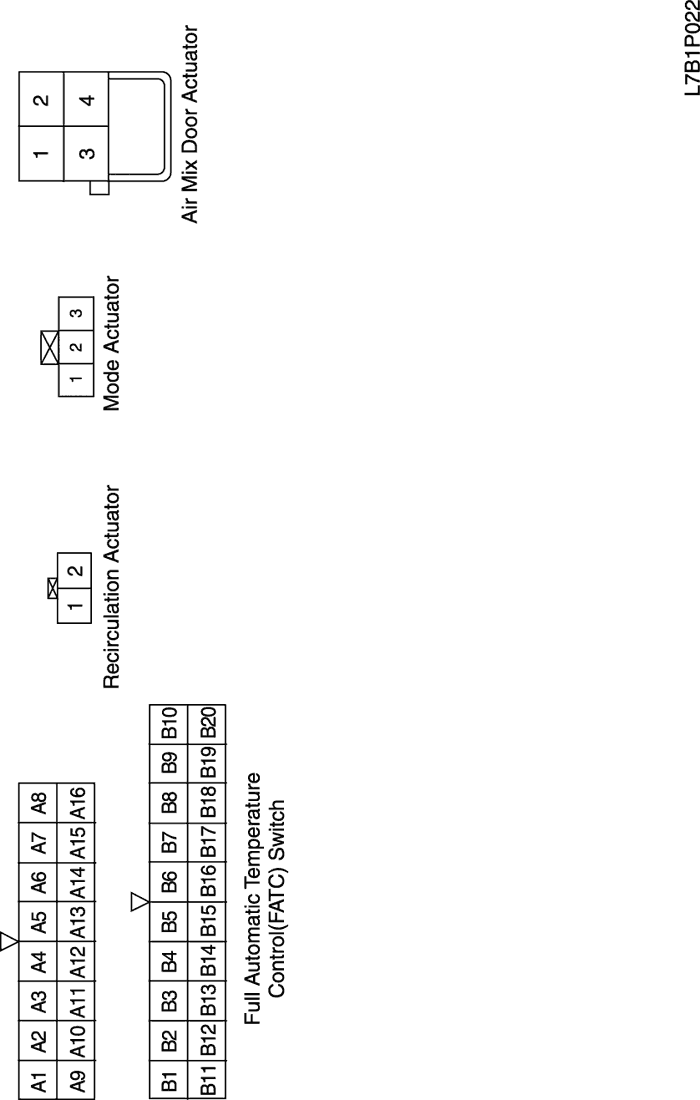 A1 A2 A3 A4 A5 A6 A7 A8
A9 A10 A11 A12 A13 A14 A15 A16
B1 B2 B3 B4 B5 B6 B7 B8 B9 B10
B11 B12 B13 B14 B15 B16 B17 B18 B19 B20
Full Automatic Temperature
Control(FATC) Switch
1 2
Recirculation Actuator
1 2 3
Mode Actuator
1 2
3 4
Air Mix Door Actuator
L7B1P022